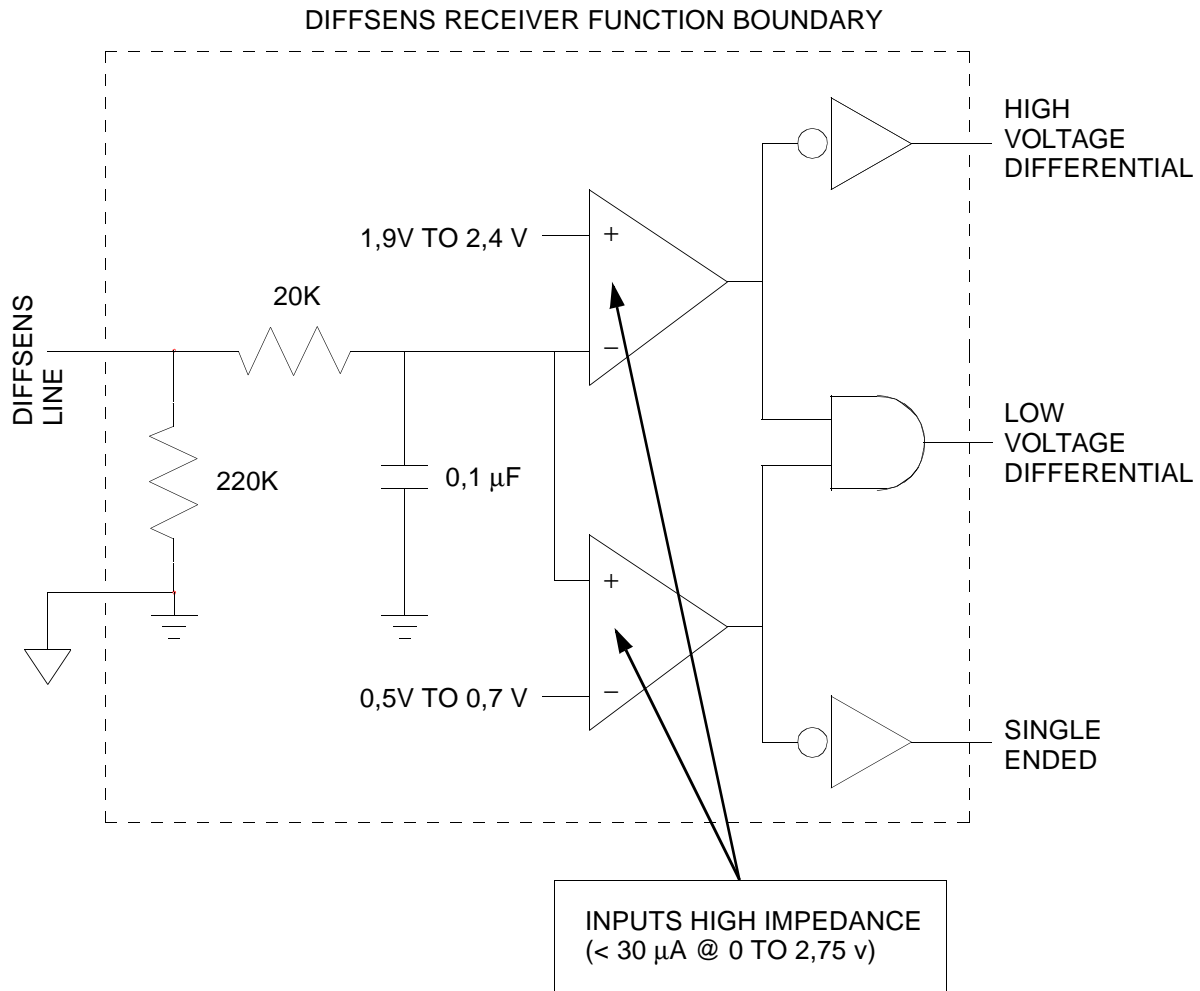 DIFFSENS RECEIVER FUNCTION BOUNDARY
HIGH
VOLTAGE
DIFFERENTIAL
1,9V TO 2,4 V
+
−
20K
DIFFSENS
LINE
220K
0,1 μF
LOW
VOLTAGE
DIFFERENTIAL
+
−
0,5V TO 0,7 V
SINGLE
ENDED
INPUTS HIGH IMPEDANCE
(< 30 μA @ 0 TO 2,75 v)